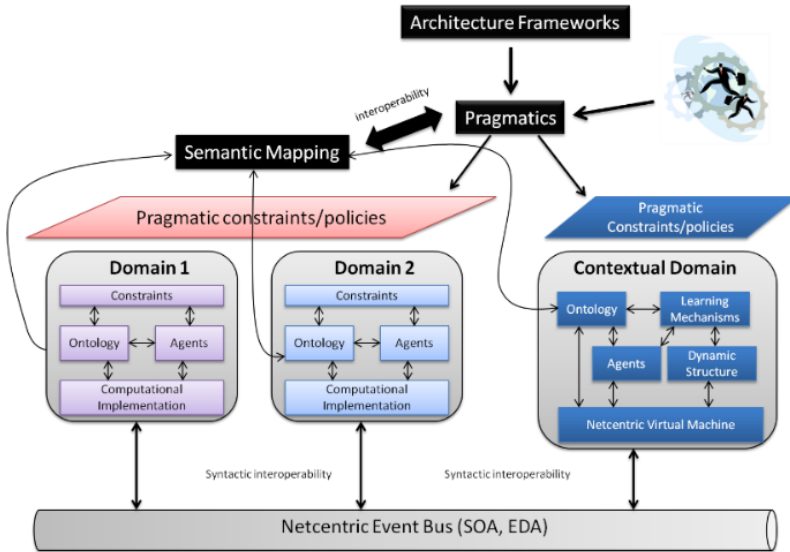 Architecture Frameworks
interoperability
Pragmatics
Semantic Mapping
Pragmatic constraints/policies
Pragmatic
Constraints/policies
Domain 1
Constraints
Ontology
Agents
Computational
Implementation
Domain 2
Constraints
Ontology
Agents
Computational
Implementation
Contextual Domain
Ontology
Learning
Mechanisms
Agents
Dynamic
Structure
Netcentric Virtual Machine
Syntactic interoperability
Syntactic interoperability
Netcentric Event Bus (SOA, EDA)